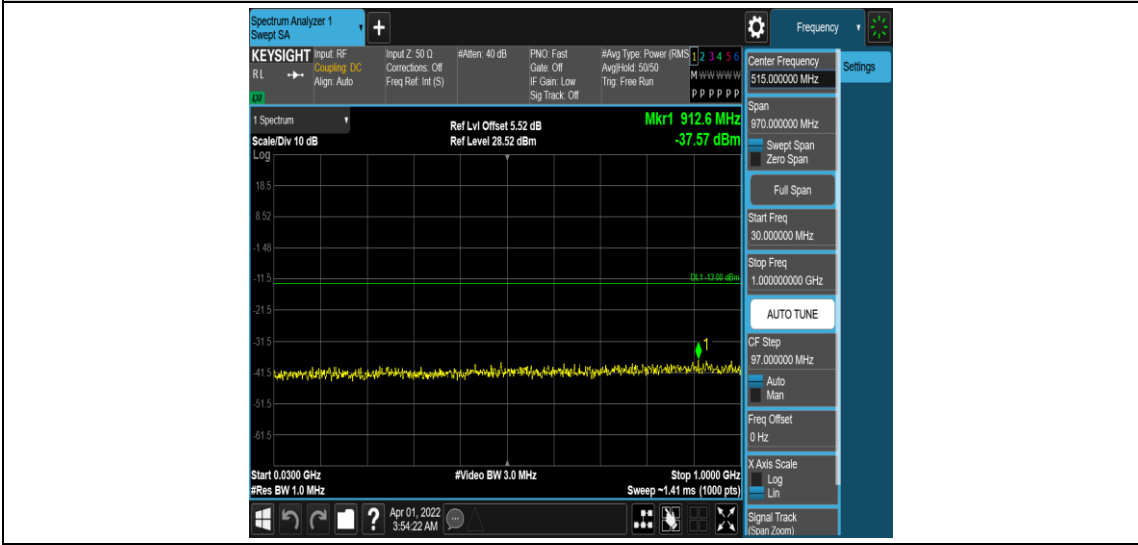 Spectrum Analyzer 1
Swept SA
Frequency
KEYSIGHT
RL
LXI
Input: RF
Coupling: DC
Align: Auto
Input Z: 50 Ω
Corrections: Off
Freq Ref: Int (S)
#Atten: 40 dB
PNO: Fast
Gate: Off
IF Gain: Low
Sig Track: Off
#Avg Type: Power (RMS
Avg|Hold: 50/50
Trig: Free Run
1 2 3 4 5 6
M W W W W W
P P P P P P
1 Spectrum
Scale/Div 10 dB
Log
Ref Lvl Offset 5.52 dB
Ref Level 28.52 dBm
Mkr1 912.6 MHz
-37.57 dBm
18.5
8.52
-1.48
-11.5
DL1 -13.00 dBm
-21.5
-31.5
1
-41.5
-51.5
-61.5
Start 0.0300 GHz
#Res BW 1.0 MHz
#Video BW 3.0 MHz
Stop 1.0000 GHz
Sweep ~1.41 ms (1000 pts)
Apr 01, 2022
3:54:22 AM
Center Frequency
515.000000 MHz
Settings
Span
970.000000 MHz
Swept Span
Zero Span
Full Span
Start Freq
30.000000 MHz
Stop Freq
1.000000000 GHz
AUTO TUNE
CF Step
97.000000 MHz
Auto
Man
Freq Offset
0 Hz
X Axis Scale
Log
Lin
Signal Track
(Span Zoom)